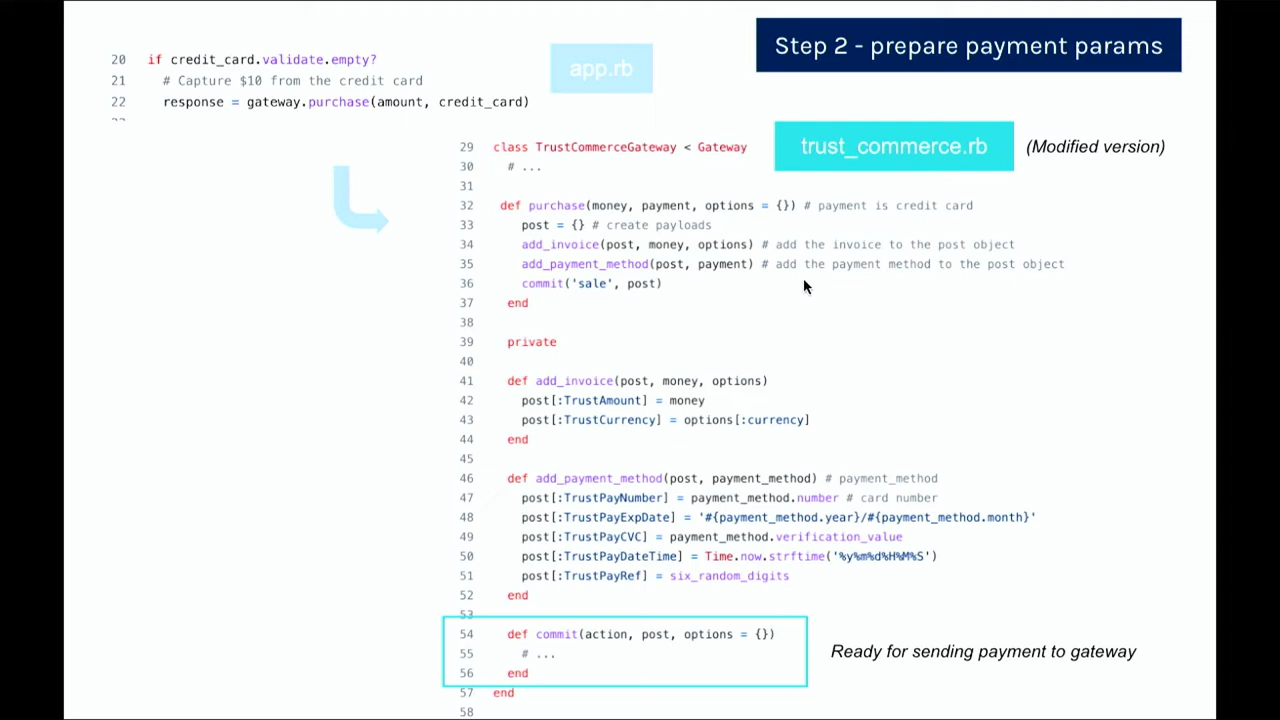 Step 2 - prepare payment params
app.rb
20 if credit_card.validate.empty?
21 # Capture $10 from the credit card
22 response = gateway.purchase(amount, credit_card)
trust_commerce.rb
(Modified version)
29 class TrustCommerceGateway < Gateway
30 # ...
31
32 def purchase(money, payment, options = {}) # payment is credit card
33 post = {} # create payloads
34 add_invoice(post, money, options) # add the invoice to the post object
35 add_payment_method(post, payment) # add the payment method to the post object
36 commit('sale', post)
37 end
38
39 private
40
41 def add_invoice(post, money, options)
42 post[:TrustAmount] = money
43 post[:TrustCurrency] = options[:currency]
44 end
45
46 def add_payment_method(post, payment_method) # payment_method
47 post[:TrustPayNumber] = payment_method.number # card number
48 post[:TrustPayExpDate] = '#{payment_method.year}/#{payment_method.month}'
49 post[:TrustPayCVC] = payment_method.verification_value
50 post[:TrustPayDateTime] = Time.now.strftime('%y%m%d%H%M%S')
51 post[:TrustPayRef] = six_random_digits
52 end
53
54 def commit(action, post, options = {})
55 # ...
56 end
57 end
58
Ready for sending payment to gateway